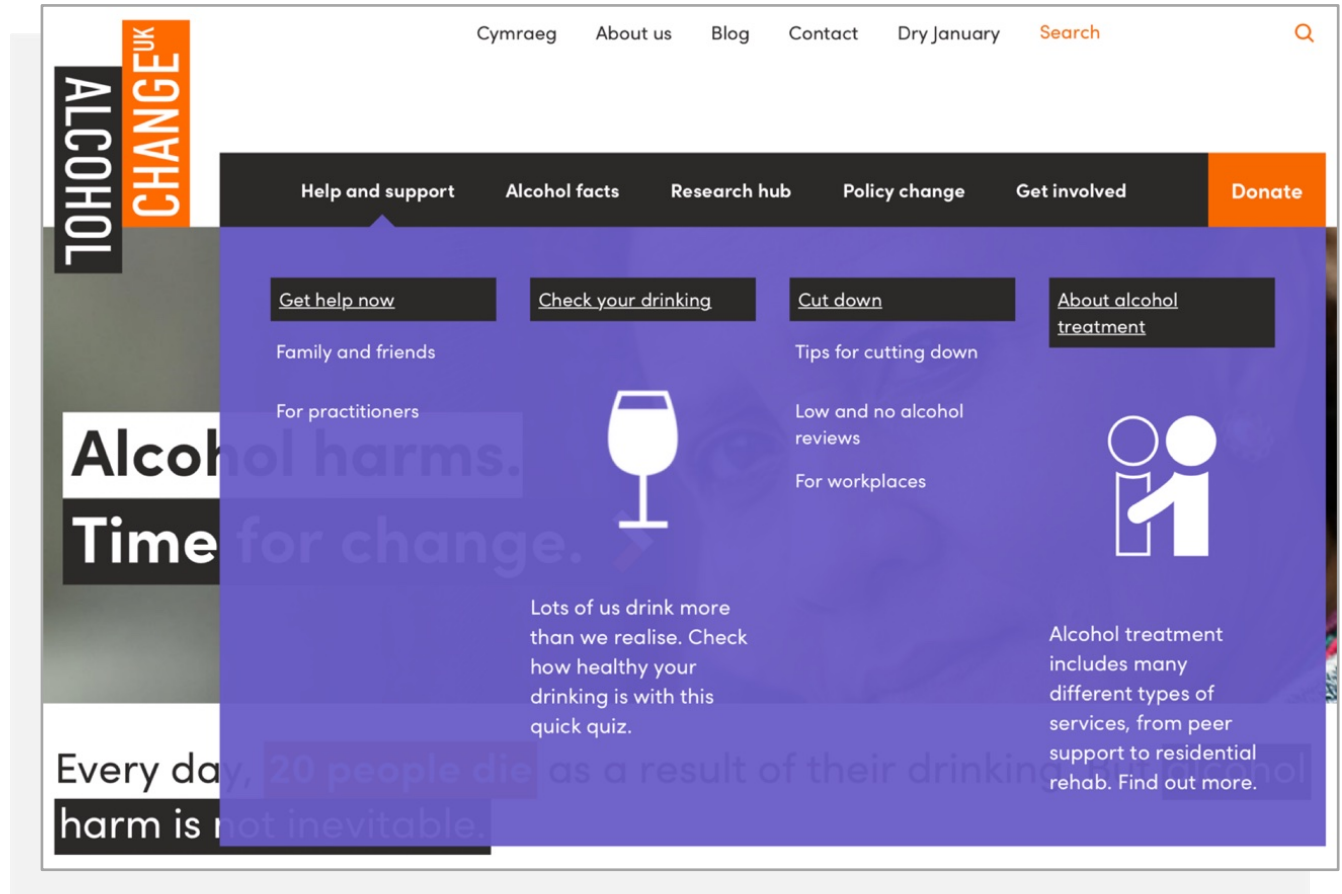 ALCOHOL
CHANGE UK
Cymraeg About us Blog Contact Dry January Search
Help and support Alcohol facts Research hub Policy change Get involved Donate
Get help now
Family and friends
For practitioners
Check your drinking
Lots of us drink more
than we realise. Check
how healthy your
drinking is with this
quick quiz.
Cut down
Tips for cutting down
Low and no alcohol
reviews
For workplaces
About alcohol
treatment
Alcohol treatment
includes many
different types of
services, from peer
support to residential
rehab. Find out more.
Alcohol harms.
Time for change.
Every day, 20 people die as a result of their drinking, alcohol
harm is not inevitable.